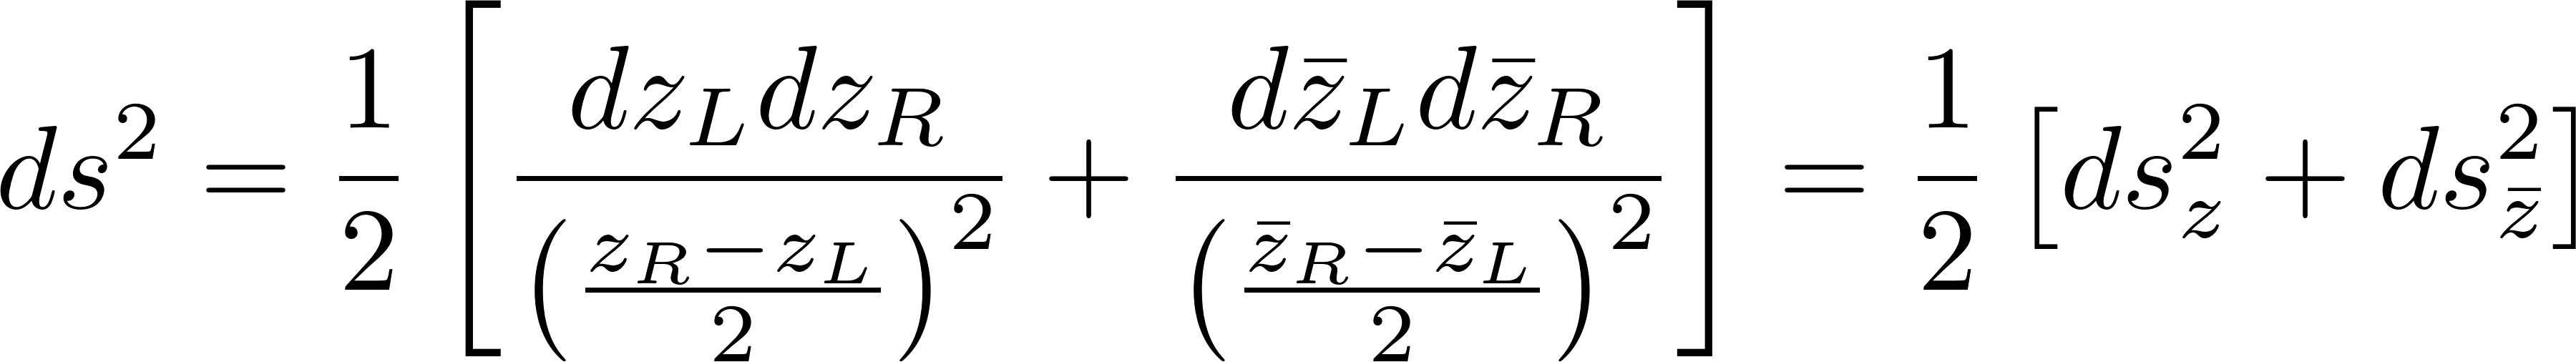 $ds^2 = \frac{1}{2} \left[ \frac{dz_L dz_R}{\left(\frac{z_R - z_L}{2}\right)^2} + \frac{d\bar{z}_L d\bar{z}_R}{\left(\frac{\bar{z}_R - \bar{z}_L}{2}\right)^2} \right] = \frac{1}{2} \left[ ds_z^2 + ds_{\bar{z}}^2 \right]$